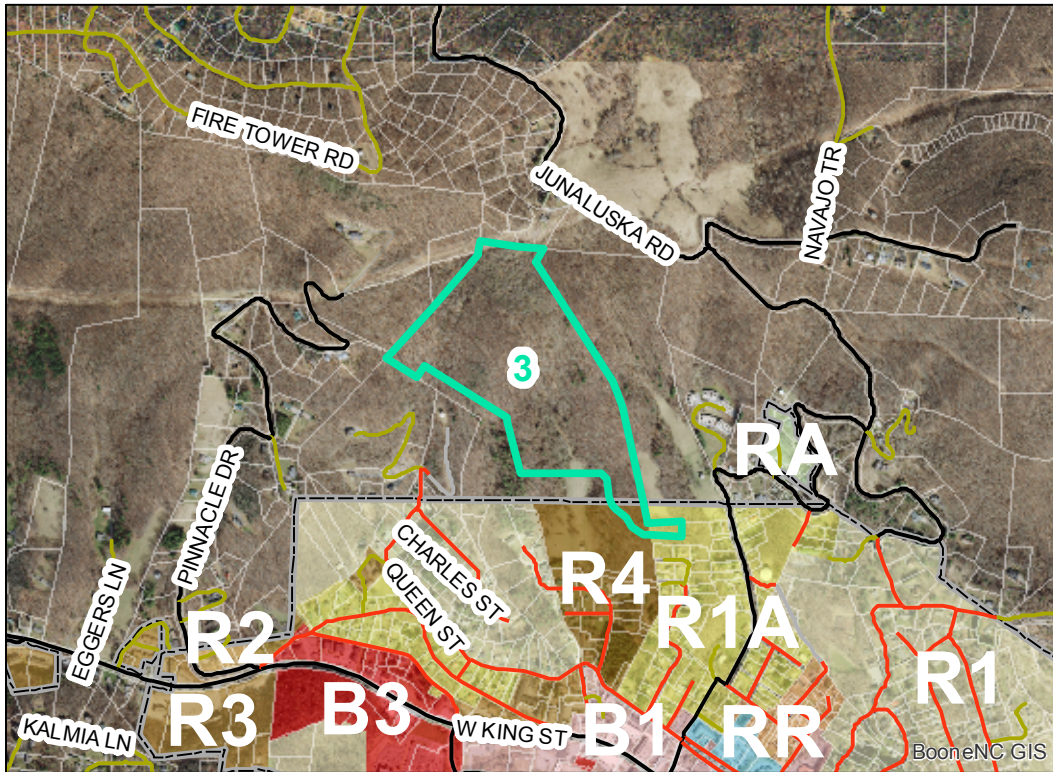 FIRE TOWER RD
JUNALUSKA RD
NAVAJO TR
3
RA
PINNACLE DR
CHARLES ST
QUEEN ST
EGGERS LN
R4
R2
R1A
R1
R3
B3
B1
RR
KALMIA LN
W KING ST
BooneNC GIS